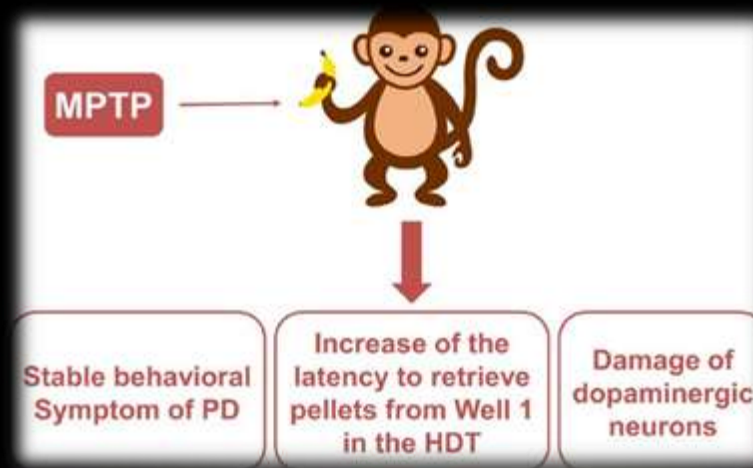 MPTP
Stable behavioral
Symptom of PD
Increase of the
latency to retrieve
pellets from Well 1
in the HDT
Damage of
dopaminergic
neurons